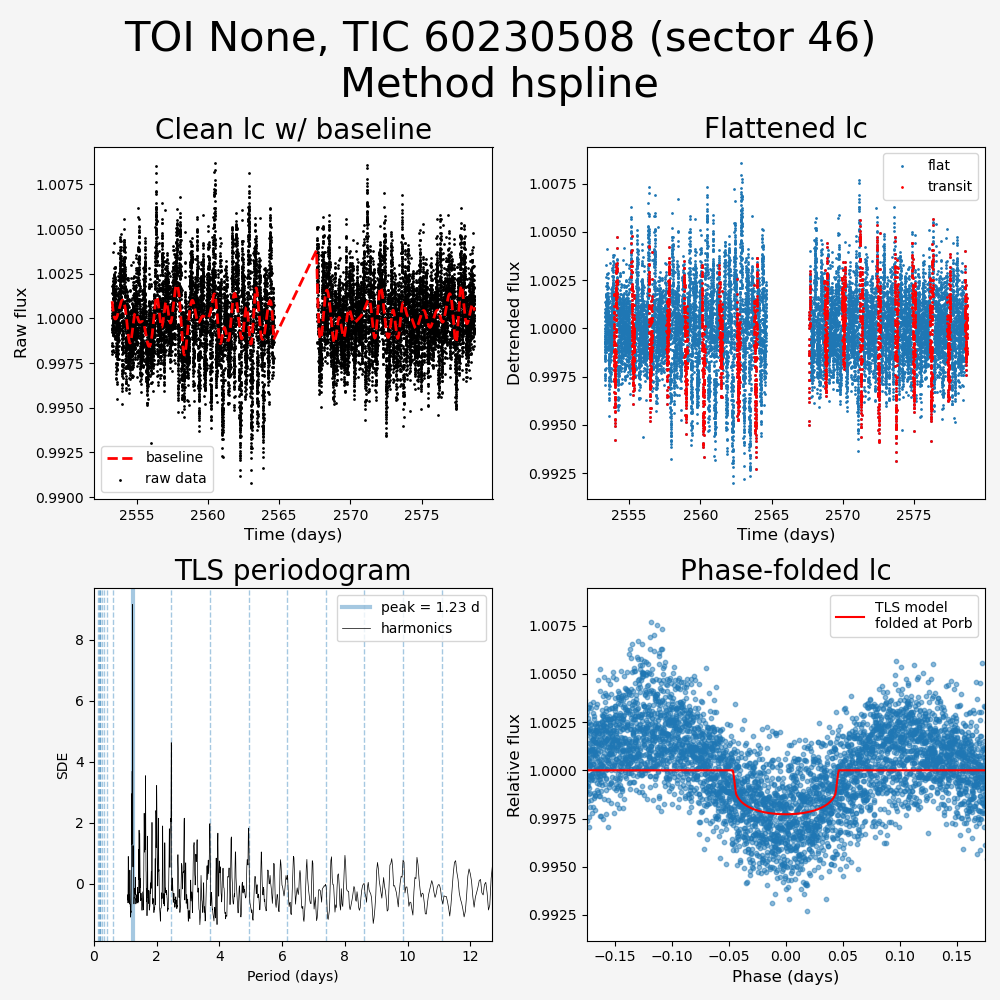 TOI None, TIC 60230508 (sector 46)
Method hspline
Clean lc w/ baseline
Raw flux
1.0075
1.0050
1.0025
1.0000
0.9975
0.9950
0.9925
0.9900
baseline
raw data
2555
2560
2565
2570
2575
Time (days)
Flattened lc
Detrended flux
1.0075
1.0050
1.0025
1.0000
0.9975
0.9950
0.9925
flat
transit
2555
2560
2565
2570
2575
Time (days)
TLS periodogram
SDE
8
6
4
2
0
peak = 1.23 d
harmonics
0
2
4
6
8
10
12
Period (days)
Phase-folded lc
Relative flux
1.0075
1.0050
1.0025
1.0000
0.9975
0.9950
0.9925
TLS model
folded at Porb
−0.15
−0.10
−0.05
0.00
0.05
0.10
0.15
Phase (days)